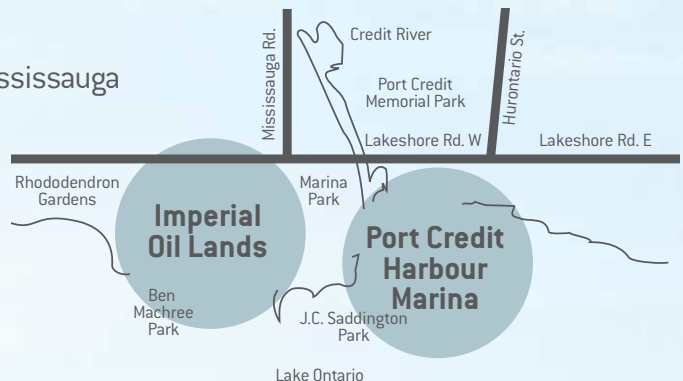 ssissauga
Mississauga Rd.
Credit River
Hurontario St.
Port Credit
Memorial Park
Lakeshore Rd. W
Lakeshore Rd. E
Rhododendron
Gardens
Marina
Park
Imperial
Oil Lands
Port Credit
Harbour
Marina
Ben
Machree
Park
J.C. Saddington
Park
Lake Ontario